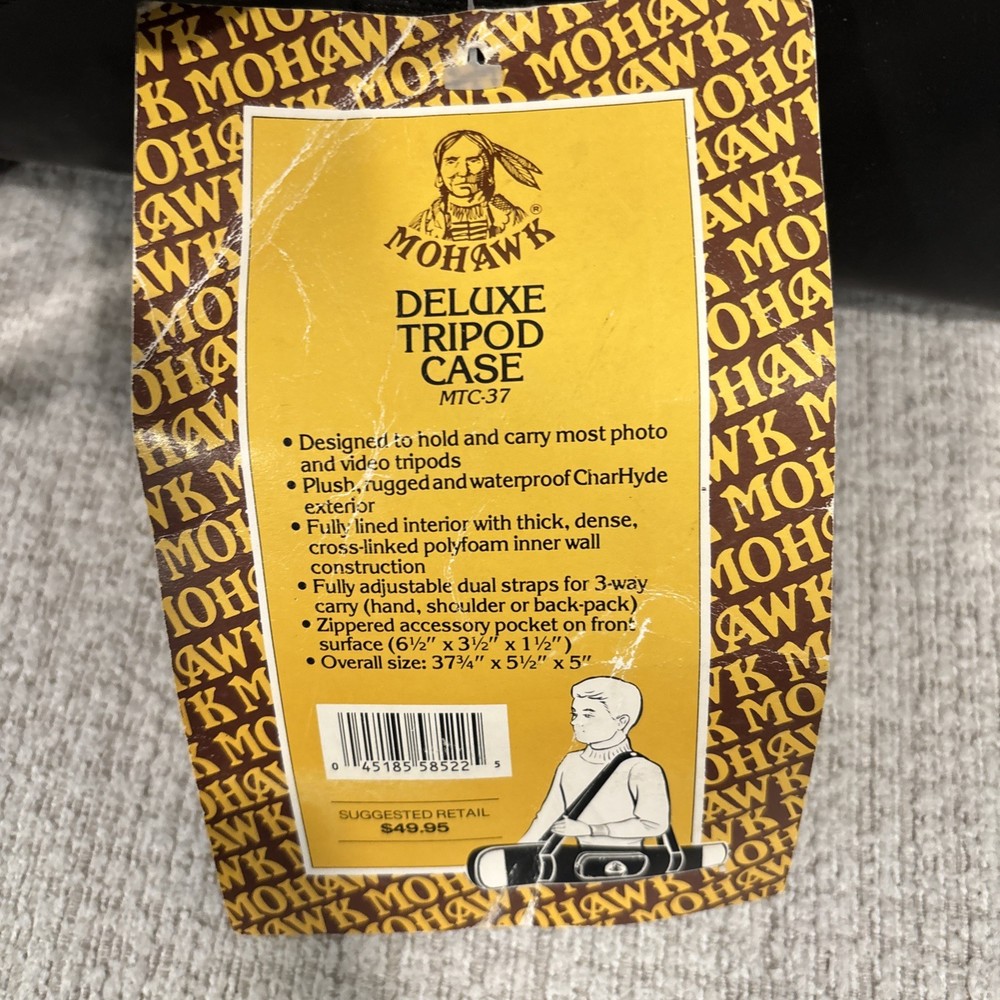 MOHAWK®
DELUXE
TRIPOD
CASE
MTC-37
• Designed to hold and carry most photo
and video tripods
• Plush, rugged and waterproof CharHyde
exterior
• Fully lined interior with thick, dense,
cross-linked polyfoam inner wall
construction
• Fully adjustable dual straps for 3-way
carry (hand, shoulder or back-pack)
• Zippered accessory pocket on front
surface (6½" x 3½" x 1½")
• Overall size: 37¾" x 5½" x 5"
0 45185 58522 5
SUGGESTED RETAIL
$49.95